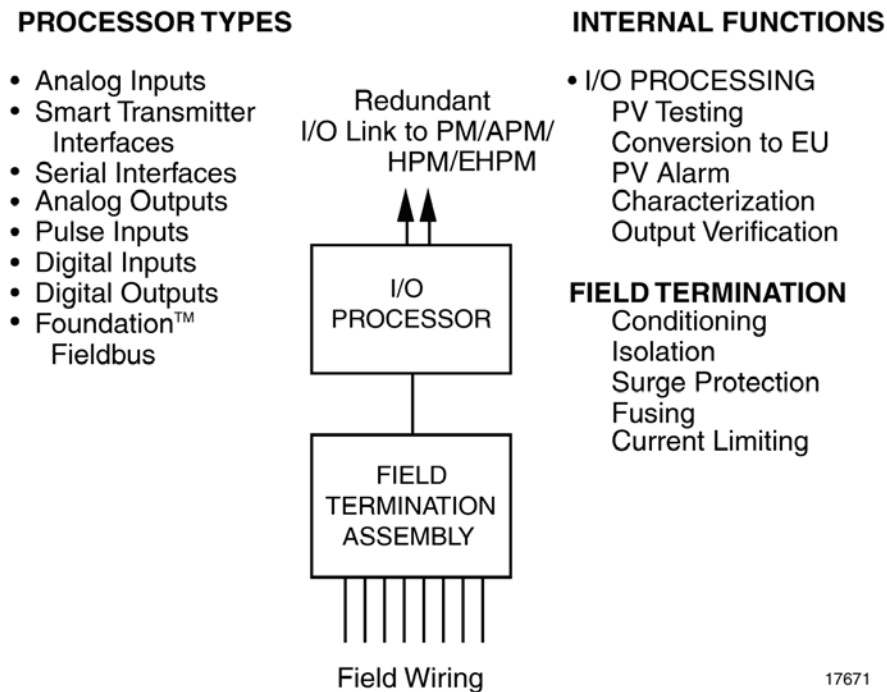 PROCESSOR TYPES
• Analog Inputs
• Smart Transmitter
Interfaces
• Serial Interfaces
• Analog Outputs
• Pulse Inputs
• Digital Inputs
• Digital Outputs
• Foundation™
Fieldbus
Redundant
I/O Link to PM/APM/
HPM/EHPM
I/O
PROCESSOR
FIELD
TERMINATION
ASSEMBLY
Field Wiring
INTERNAL FUNCTIONS
• I/O PROCESSING
PV Testing
Conversion to EU
PV Alarm
Characterization
Output Verification
FIELD TERMINATION
Conditioning
Isolation
Surge Protection
Fusing
Current Limiting
17671